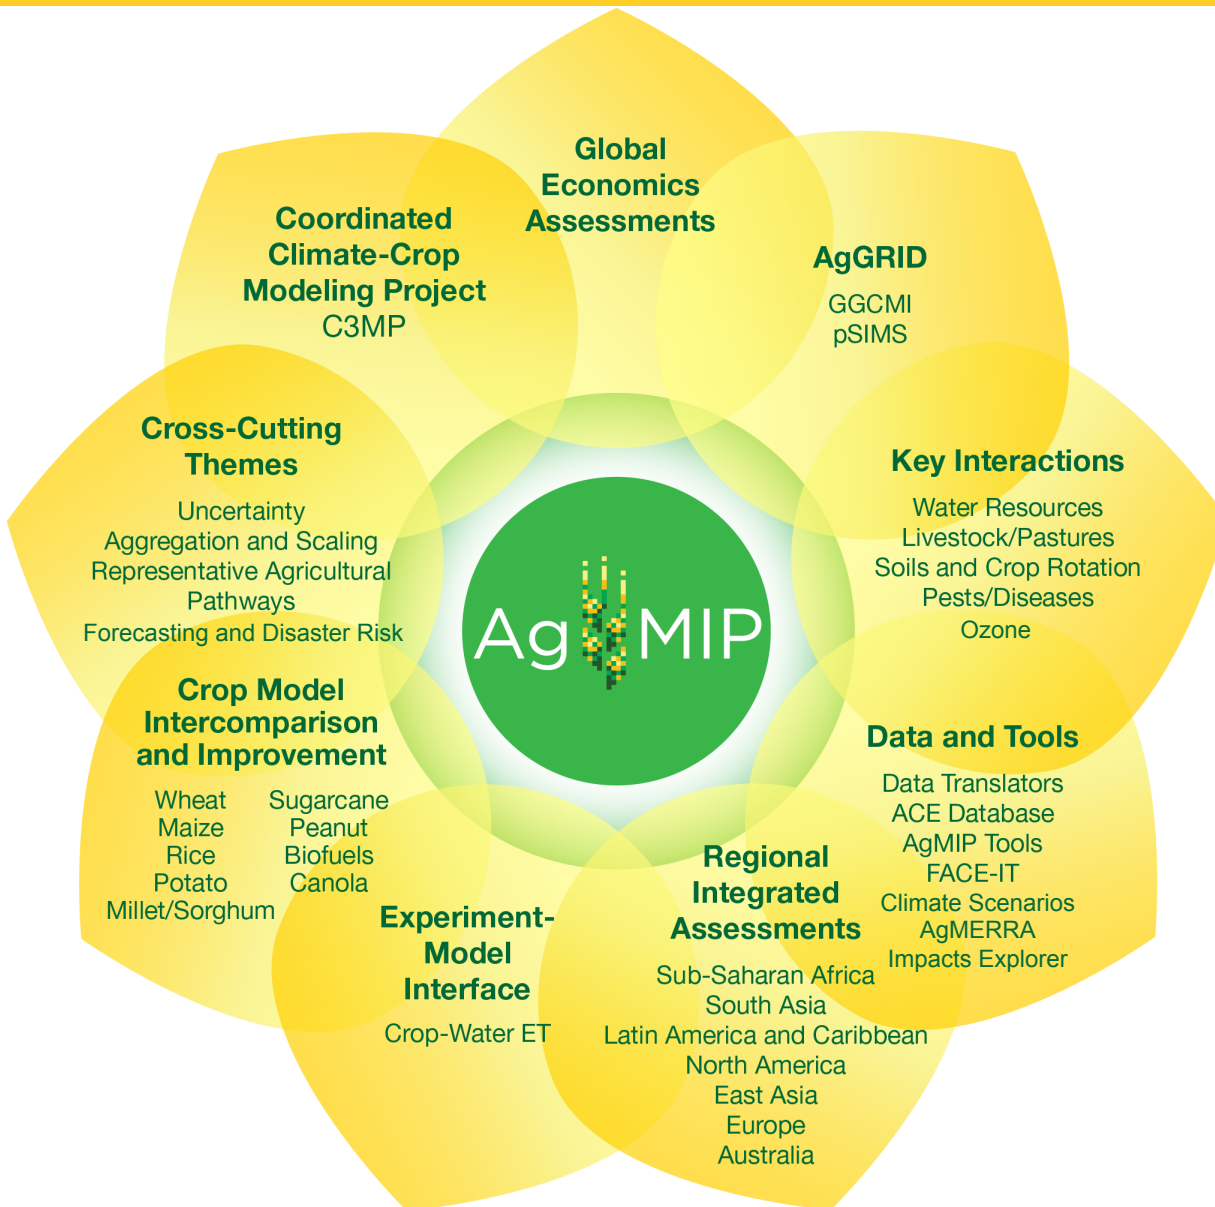 Global
Economics
Assessments
AgGRID
GGCMI
pSIMS
Key Interactions
Water Resources
Livestock/Pastures
Soils and Crop Rotation
Pests/Diseases
Ozone
Data and Tools
Data Translators
ACE Database
AgMIP Tools
FACE-IT
Climate Scenarios
AgMERRA
Impacts Explorer
Regional
Integrated
Assessments
Sub-Saharan Africa
South Asia
Latin America and Caribbean
North America
East Asia
Europe
Australia
Experiment-
Model
Interface
Crop-Water ET
Crop Model
Intercomparison
and Improvement
Wheat
Maize
Rice
Potato
Millet/Sorghum
Sugarcane
Peanut
Biofuels
Canola
Cross-Cutting
Themes
Uncertainty
Aggregation and Scaling
Representative Agricultural
Pathways
Forecasting and Disaster Risk
Coordinated
Climate-Crop
Modeling Project
C3MP
AgMIP